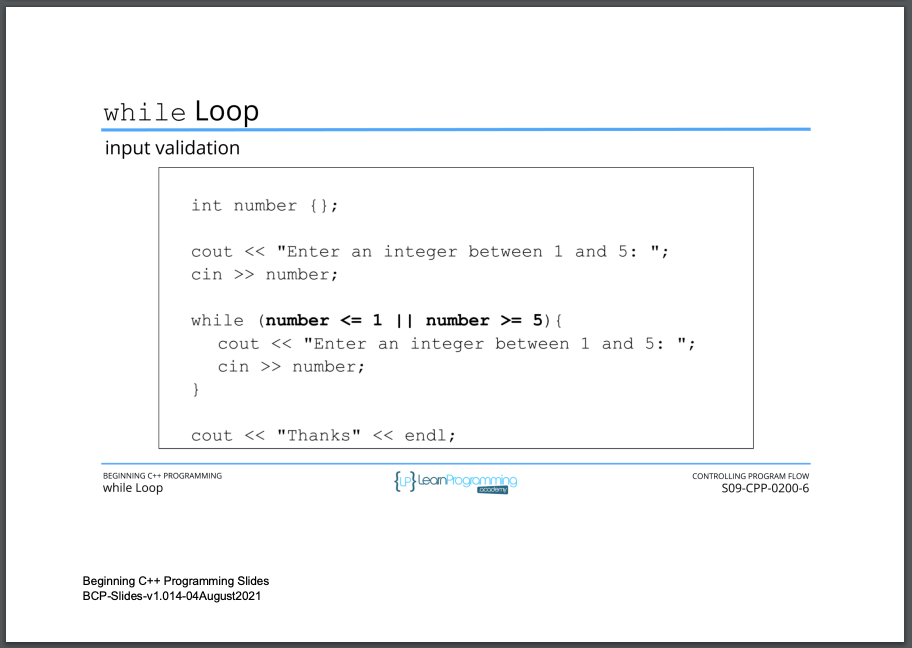 while Loop
input validation
int number {};
cout << "Enter an integer between 1 and 5: ";
cin >> number;
while (number <= 1 || number >= 5){
cout << "Enter an integer between 1 and 5: ";
cin >> number;
}
cout << "Thanks" << endl;
BEGINNING C++ PROGRAMMING
while Loop
{LP} LearnProgramming
academy
CONTROLLING PROGRAM FLOW
S09-CPP-0200-6
Beginning C++ Programming Slides
BCP-Slides-v1.014-04August2021